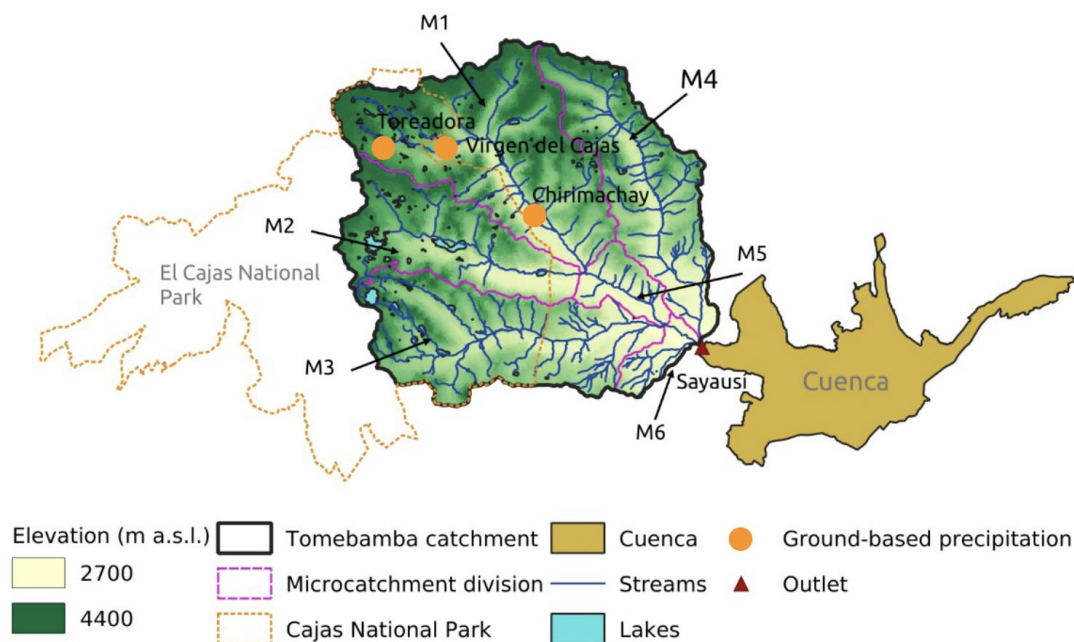 M1
M4
Toreadora
Virgen del Cajas
Chirimachay
M2
M5
El Cajas National
Park
M3
Sayausí
Cuenca
M6
Elevation (m a.s.l.)
2700
4400
Tomebamba catchment
Microcatchment division
Cajas National Park
Cuenca
Streams
Lakes
Ground-based precipitation
Outlet